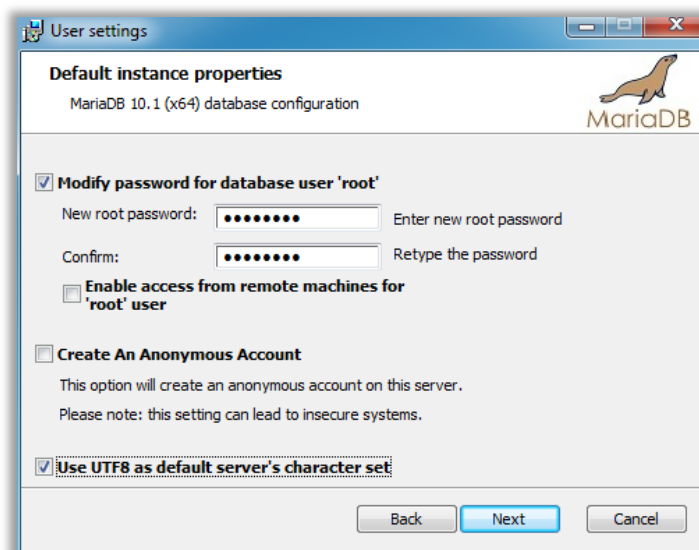 User settings
Default instance properties
MariaDB 10.1 (x64) database configuration
MariaDB
Modify password for database user 'root'
New root password: •••••••• Enter new root password
Confirm: •••••••• Retype the password
Enable access from remote machines for
'root' user
Create An Anonymous Account
This option will create an anonymous account on this server.
Please note: this setting can lead to insecure systems.
Use UTF8 as default server's character set
Back Next Cancel